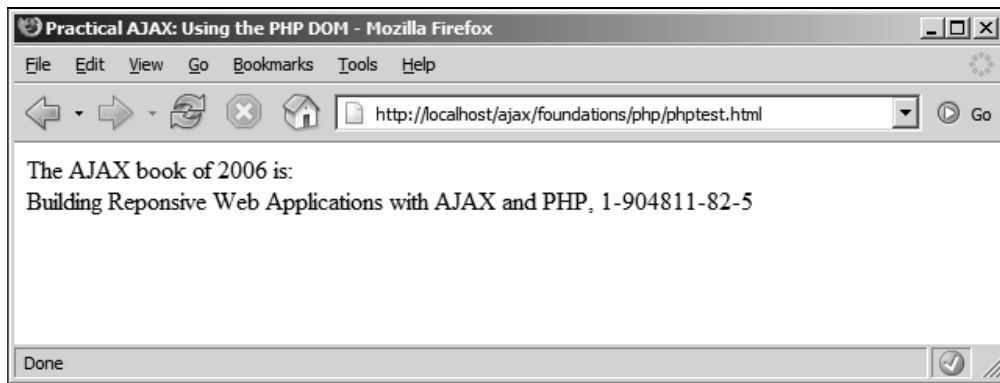 Practical AJAX: Using the PHP DOM - Mozilla Firefox
File Edit View Go Bookmarks Tools Help
http://localhost/ajax/foundations/php/phptest.html Go
The AJAX book of 2006 is:
Building Reponsive Web Applications with AJAX and PHP, 1-904811-82-5
Done